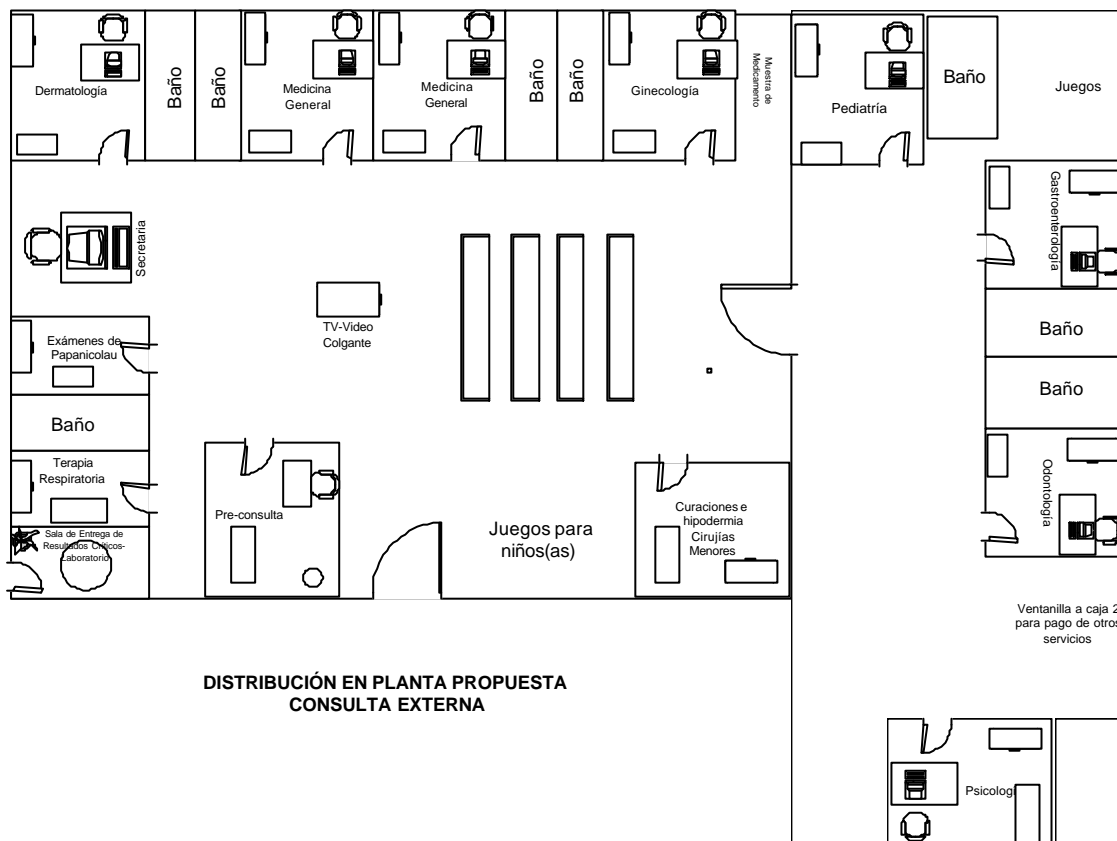 Dermatología
Baño
Baño
Medicina
General
Medicina
General
Baño
Baño
Ginecología
Muestra de
Medicamento
Pediatría
Baño
Juegos
Secretaria
TV-Video
Colgante
Gastroenterología
Baño
Baño
Odontología
Exámenes de
Papanicolau
Baño
Terapia
Respiratoria
Sala de Entrega de
Resultados Críticos-
Laboratorio
Pre-consulta
Juegos para
niños(as)
Curaciones e
hipodermia
Cirujías
Menores
Ventanilla a caja 2
para pago de otros
servicios
DISTRIBUCIÓN EN PLANTA PROPUESTA
CONSULTA EXTERNA
Psicologí